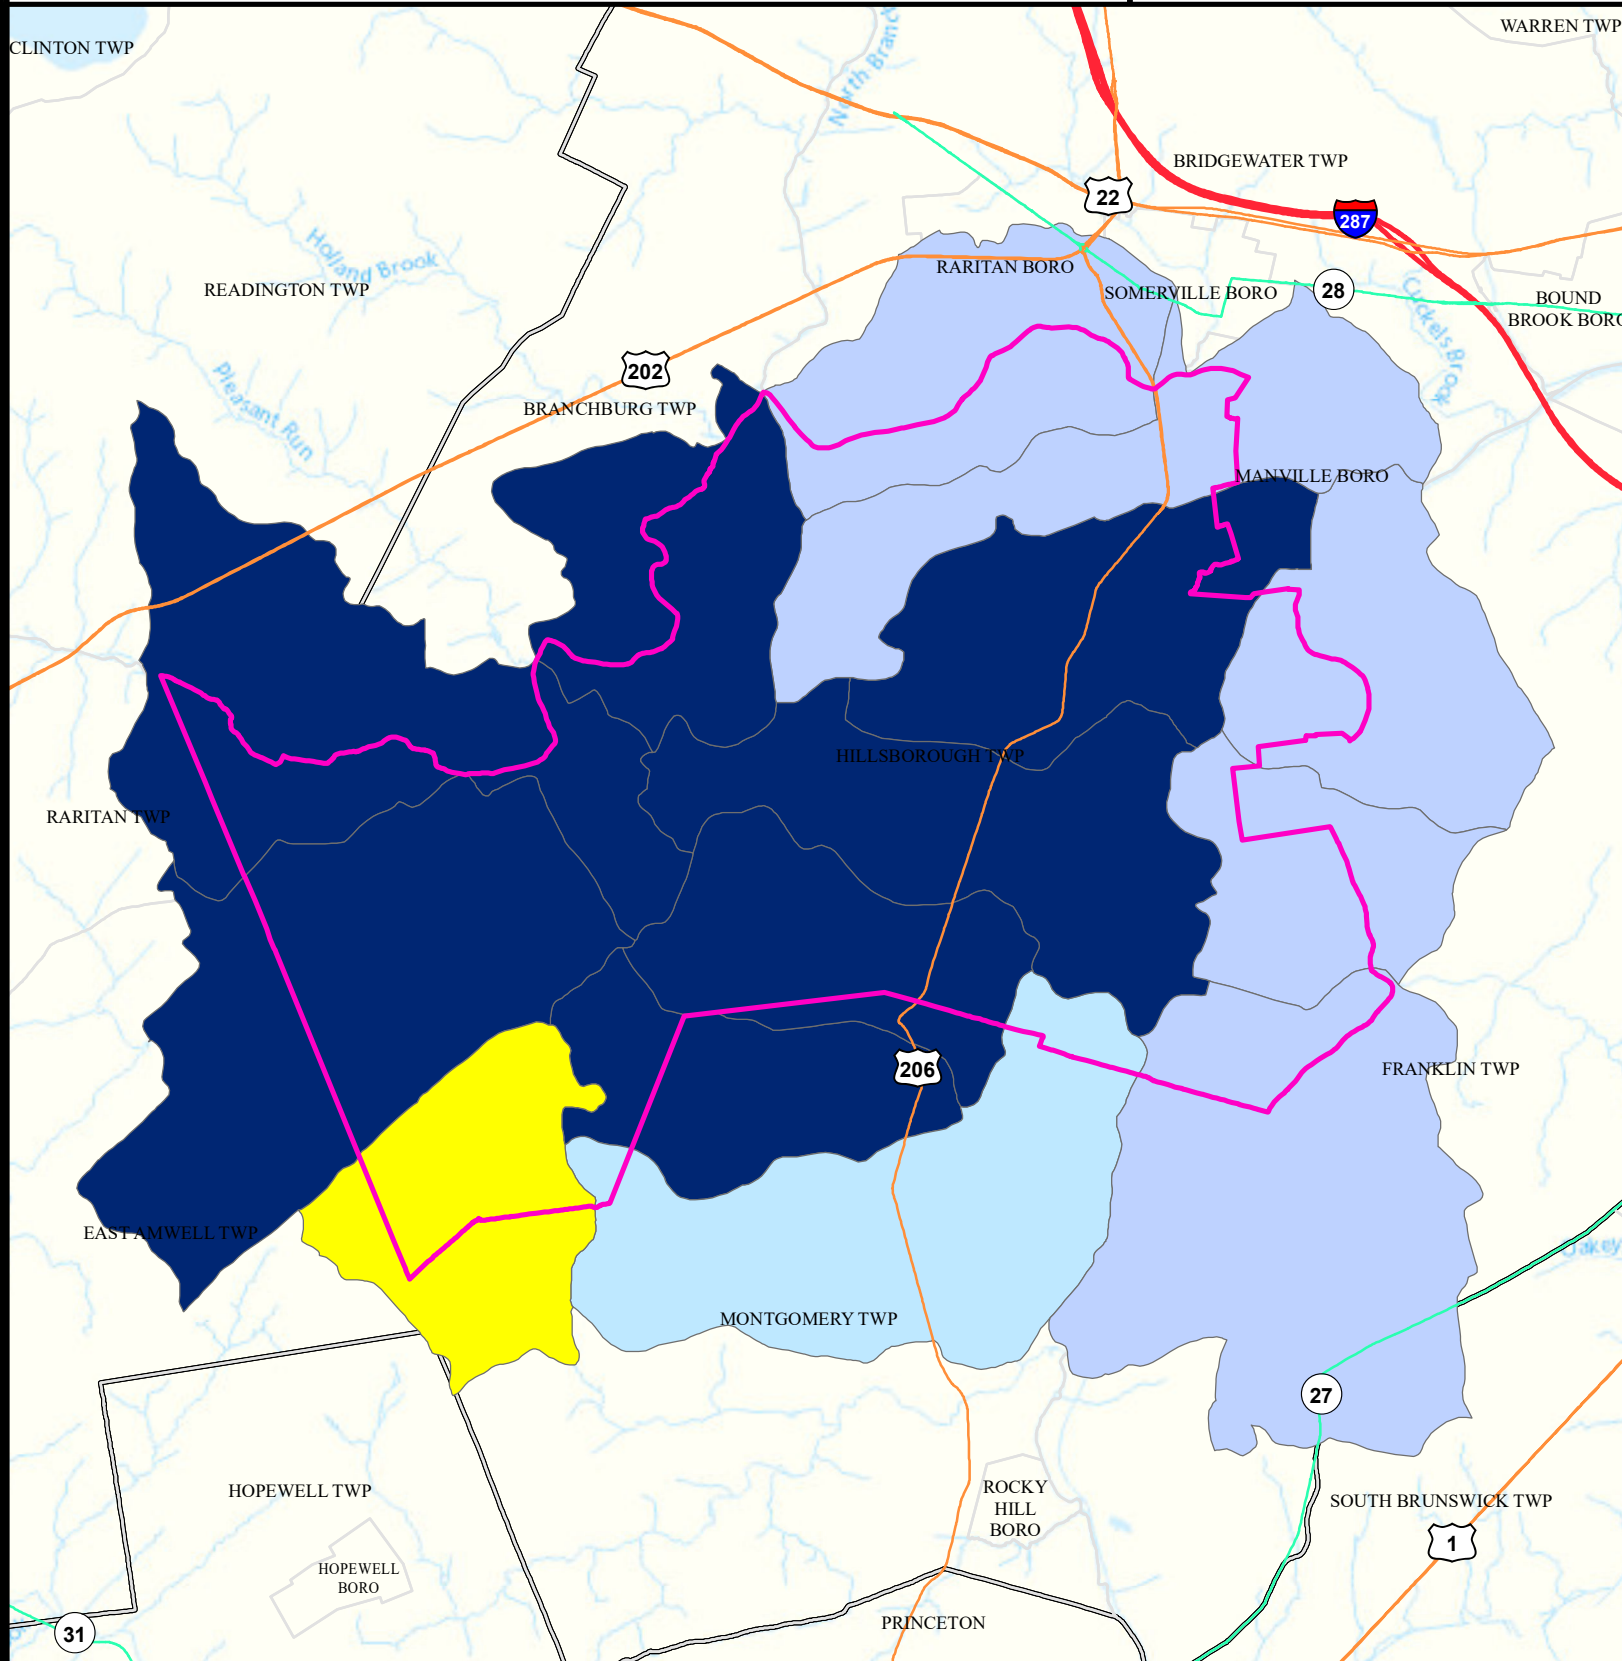 CLINTON TWP
WARREN TWP
North Branch
BRIDGEWATER TWP
22
287
Holland Brook
READINGTON TWP
RARITAN BORO
SOMERVILLE BORO
28
BOUND
BROOK BORO
Cuckels Brook
202
Pleasant Run
BRANCHBURG TWP
MANVILLE BORO
HILLSBOROUGH TWP
RARITAN TWP
206
FRANKLIN TWP
EAST AMWELL TWP
Oakey
MONTGOMERY TWP
27
HOPEWELL TWP
ROCKY
HILL
BORO
SOUTH BRUNSWICK TWP
1
HOPEWELL
BORO
PRINCETON
31